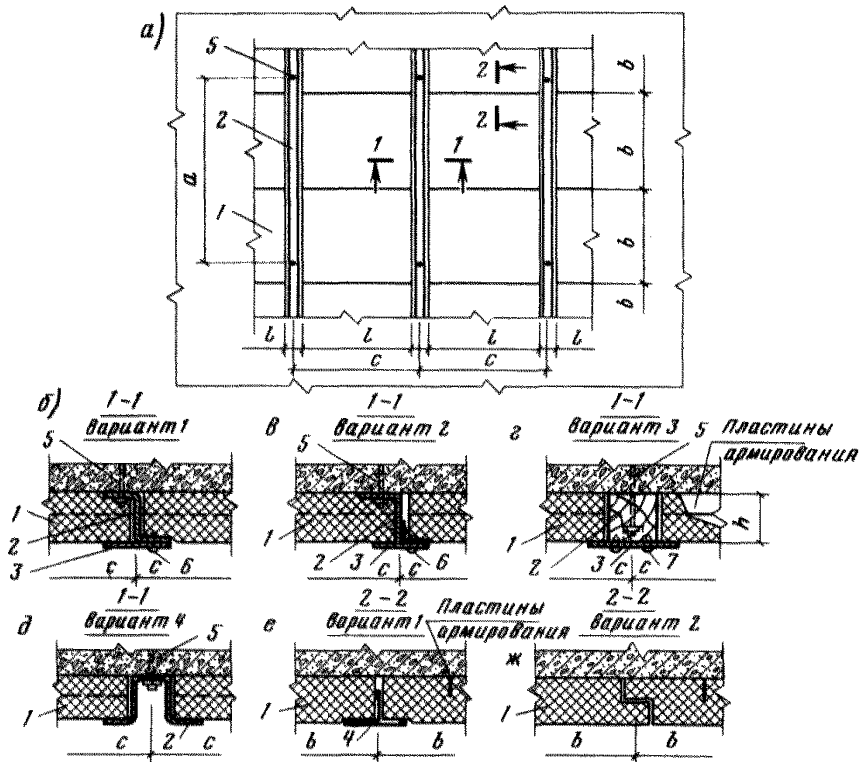 а)
5
2
1
a
2
2
1 1
b
b
b
b
l l l l
c c
б) 1-1
Вариант 1
5
1
2
3
c c 6
в 1-1
Вариант 2
5
1
2 3 c c 6
г 1-1
Вариант 3
5
Пластины
армирования
1
2 3 c c 7
h
д 1-1
Вариант 4
5
1
c 2 c
е 2-2
Вариант 1
Пластины
армирования
1
b 4 b
ж 2-2
Вариант 2
1
b b